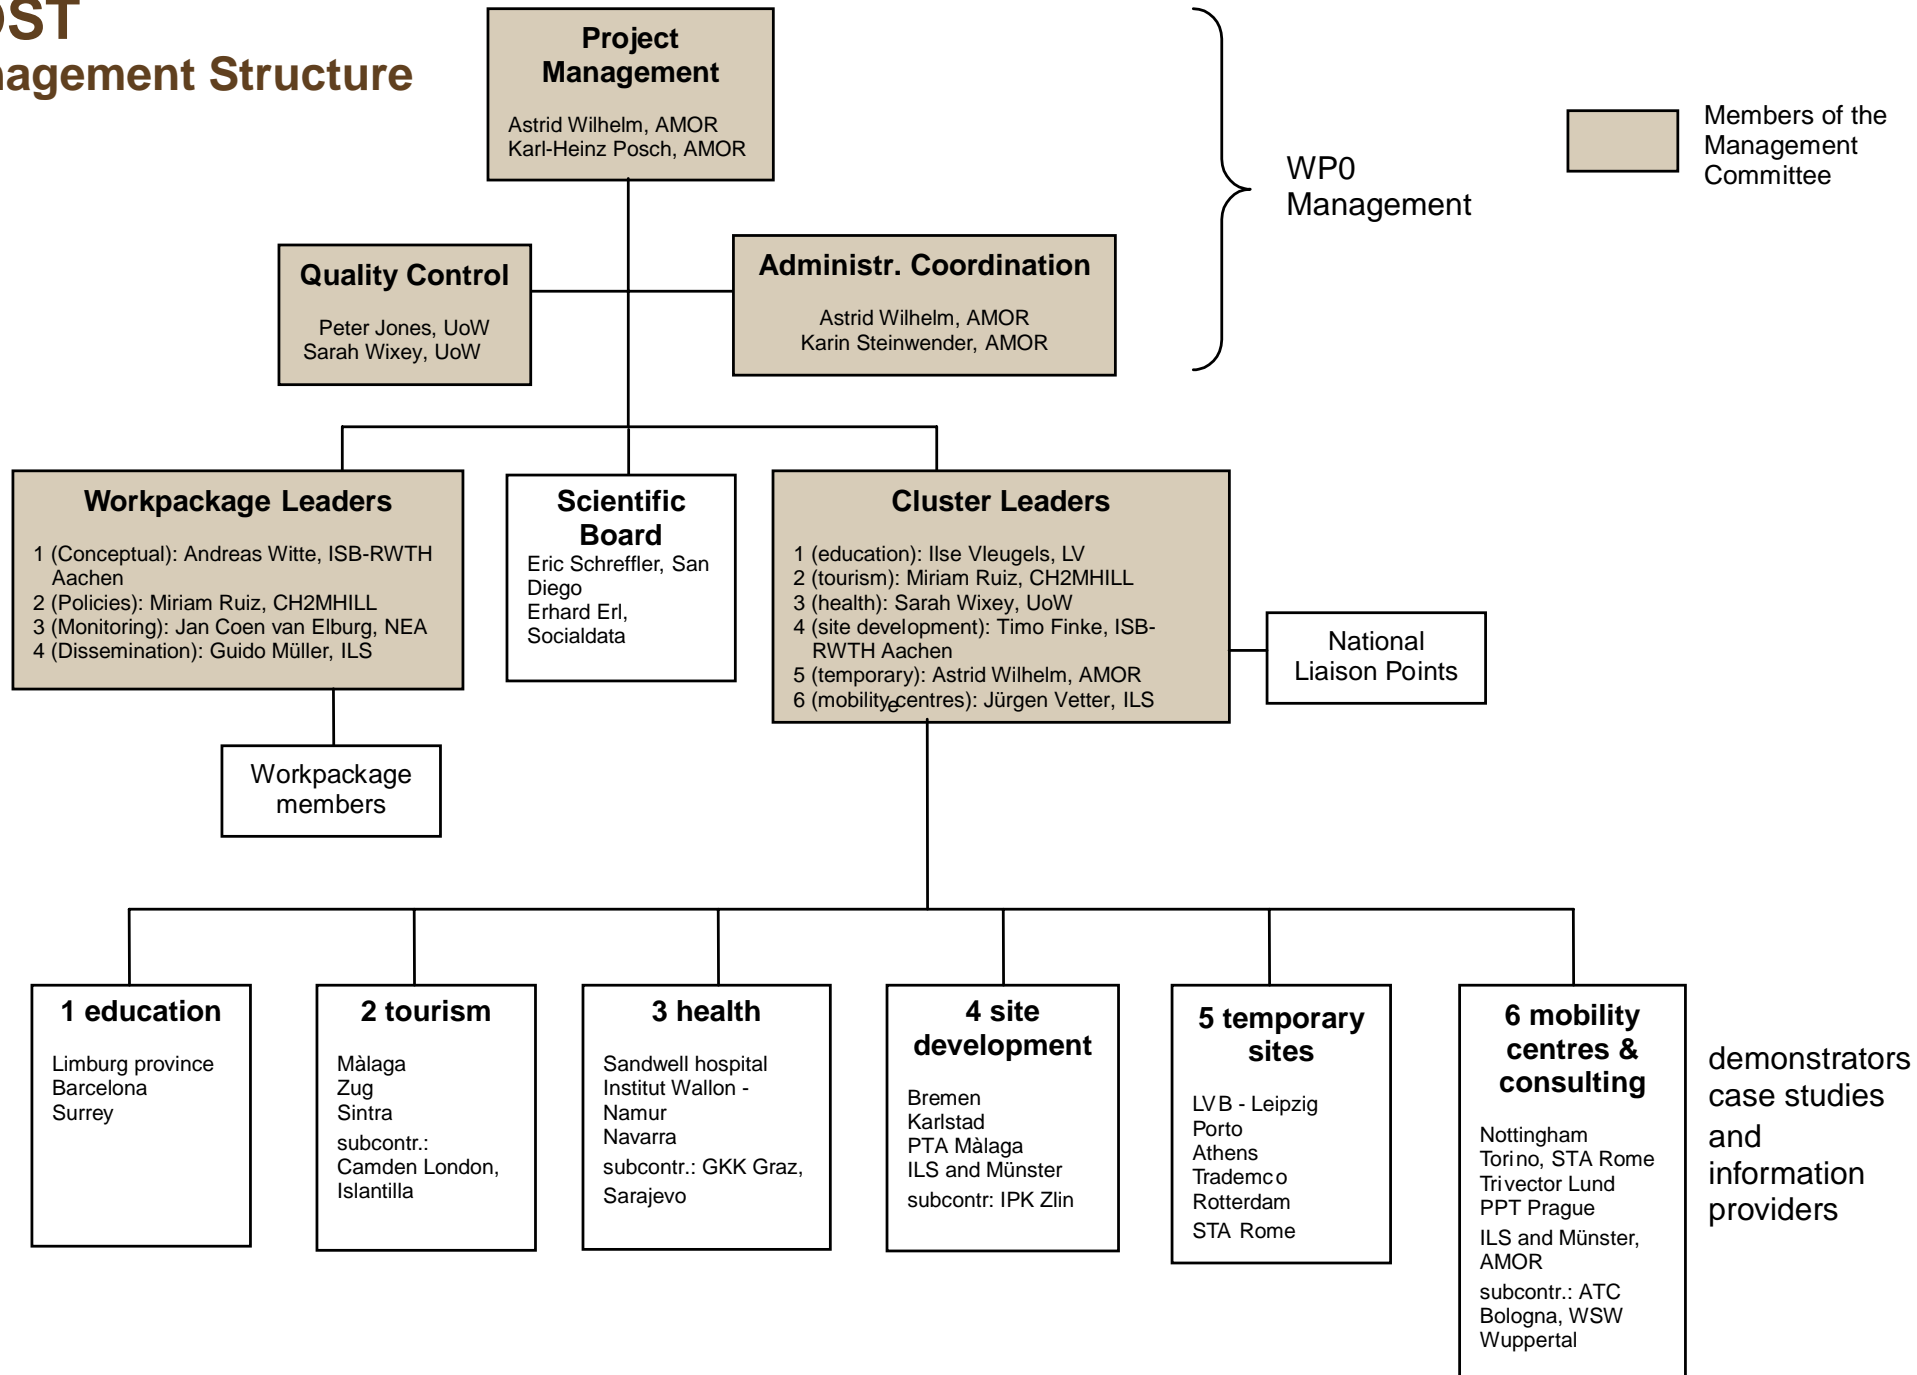 OST
nagement Structure
Project
Management
Astrid Wilhelm, AMOR
Karl-Heinz Posch, AMOR
WP0
Management
Members of the
Management
Committee
Quality Control
Peter Jones, UoW
Sarah Wixey, UoW
Administr. Coordination
Astrid Wilhelm, AMOR
Karin Steinwender, AMOR
Workpackage Leaders
1 (Conceptual): Andreas Witte, ISB-RWTH
Aachen
2 (Policies): Miriam Ruiz, CH2MHILL
3 (Monitoring): Jan Coen van Elburg, NEA
4 (Dissemination): Guido Müller, ILS
Scientific
Board
Eric Schreffler, San
Diego
Erhard Erl,
Socialdata
Cluster Leaders
1 (education): Ilse Vleugels, LV
2 (tourism): Miriam Ruiz, CH2MHILL
3 (health): Sarah Wixey, UoW
4 (site development): Timo Finke, ISB-
RWTH Aachen
5 (temporary): Astrid Wilhelm, AMOR
6 (mobility centres): Jürgen Vetter, ILS
e
National
Liaison Points
Workpackage
members
1 education
Limburg province
Barcelona
Surrey
2 tourism
Màlaga
Zug
Sintra
subcontr.:
Camden London,
Islantilla
3 health
Sandwell hospital
Institut Wallon -
Namur
Navarra
subcontr.: GKK Graz,
Sarajevo
4 site
development
Bremen
Karlstad
PTA Màlaga
ILS and Münster
subcontr: IPK Zlin
5 temporary
sites
LVB - Leipzig
Porto
Athens
Trademco
Rotterdam
STA Rome
6 mobility
centres &
consulting
Nottingham
Torino, STA Rome
Trivector Lund
PPT Prague
ILS and Münster,
AMOR
subcontr.: ATC
Bologna, WSW
Wuppertal
demonstrators
case studies
and
information
providers